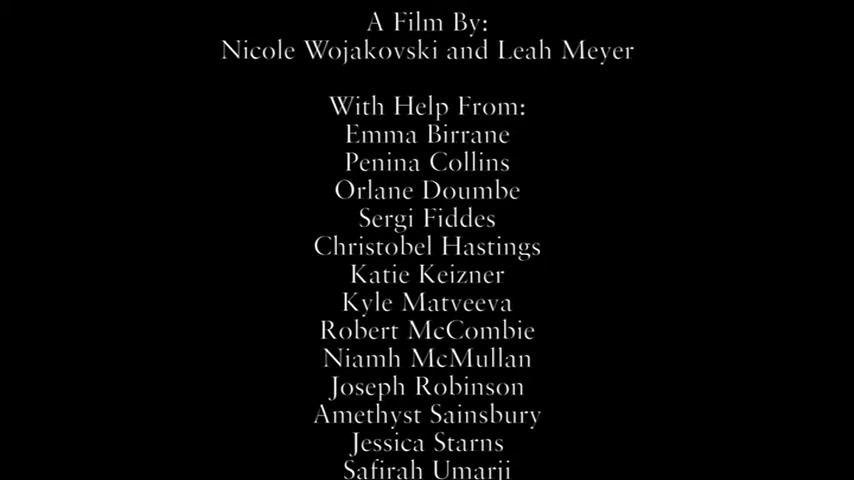 A Film By:
Nicole Wojakovski and Leah Meyer
With Help From:
Emma Birrane
Penina Collins
Orlane Doumbe
Sergi Fiddes
Christobel Hastings
Katie Keizner
Kyle Matveeva
Robert McCombie
Niamh McMullan
Joseph Robinson
Amethyst Sainsbury
Jessica Starns
Safirah Umarji